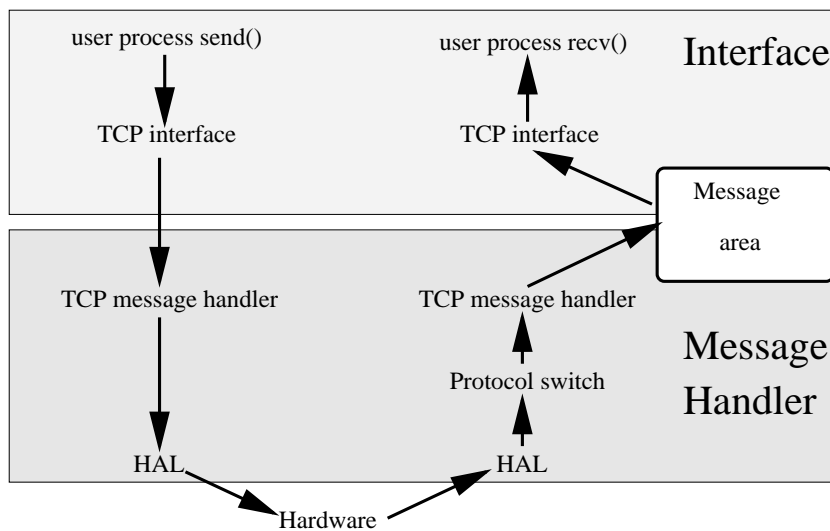 user process send()
user process recv()
Interface
TCP interface
TCP interface
Message
area
TCP message handler
TCP message handler
Message
Handler
Protocol switch
HAL
HAL
Hardware